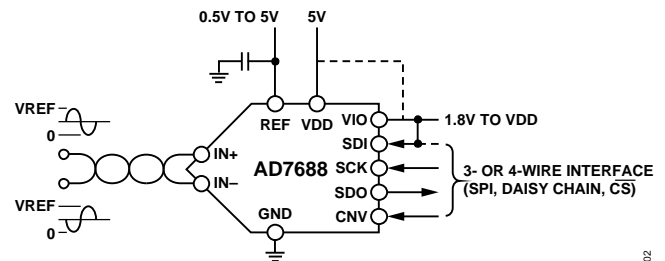 0.5V TO 5V 5V
VREF
0
REF VDD VIO 1.8V TO VDD
SDI
IN+
AD7688 SCK 3- OR 4-WIRE INTERFACE
IN– SDO (SPI, DAISY CHAIN, CS)
GND CNV
VREF
0
02